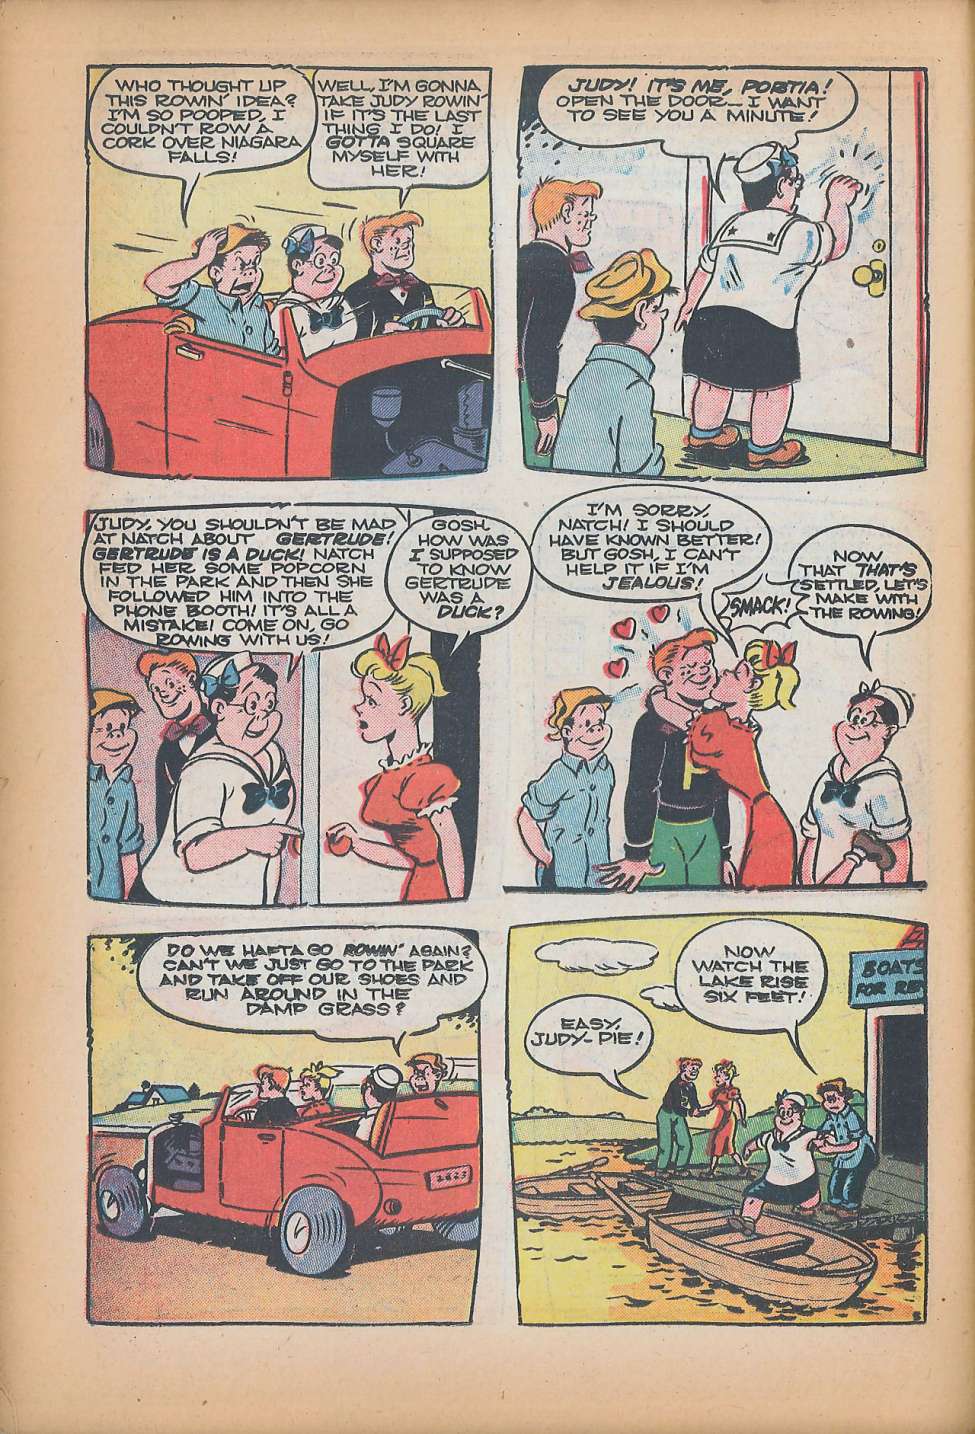 WHO THOUGHT UP
THIS ROWIN' IDEA?
I'M SO POOPED, I
COULDN'T ROW A
CORK OVER NIAGARA
FALLS!
WELL, I'M GONNA
TAKE JUDY ROWIN'
IF IT'S THE LAST
THING I DO! I
GOTTA SQUARE
MYSELF WITH
HER!
JUDY! IT'S ME, PORTIA!
OPEN THE DOOR-- I WANT
TO SEE YOU A MINUTE!
JUDY, YOU SHOULDN'T BE MAD
AT NATCH ABOUT GERTRUDE!
GERTRUDE IS A DUCK! NATCH
FED HER SOME POPCORN
IN THE PARK AND THEN SHE
FOLLOWED HIM INTO THE
PHONE BOOTH! IT'S ALL A
MISTAKE! COME ON, GO
ROWING WITH US!
GOSH,
HOW WAS
I SUPPOSED
TO KNOW
GERTRUDE
WAS A
DUCK?
I'M SORRY,
NATCH! I SHOULD
HAVE KNOWN BETTER!
BUT GOSH, I CAN'T
HELP IT IF I'M
JEALOUS!
SMACK!
NOW
THAT THAT'S
SETTLED, LET'S
MAKE WITH
THE ROWING!
DO WE HAFTA GO ROWIN' AGAIN?
CAN'T WE JUST GO TO THE PARK
AND TAKE OFF OUR SHOES AND
RUN AROUND IN THE
DAMP GRASS?
2623
EASY,
JUDY-PIE!
NOW
WATCH THE
LAKE RISE
SIX FEET!
BOATS
FOR RE